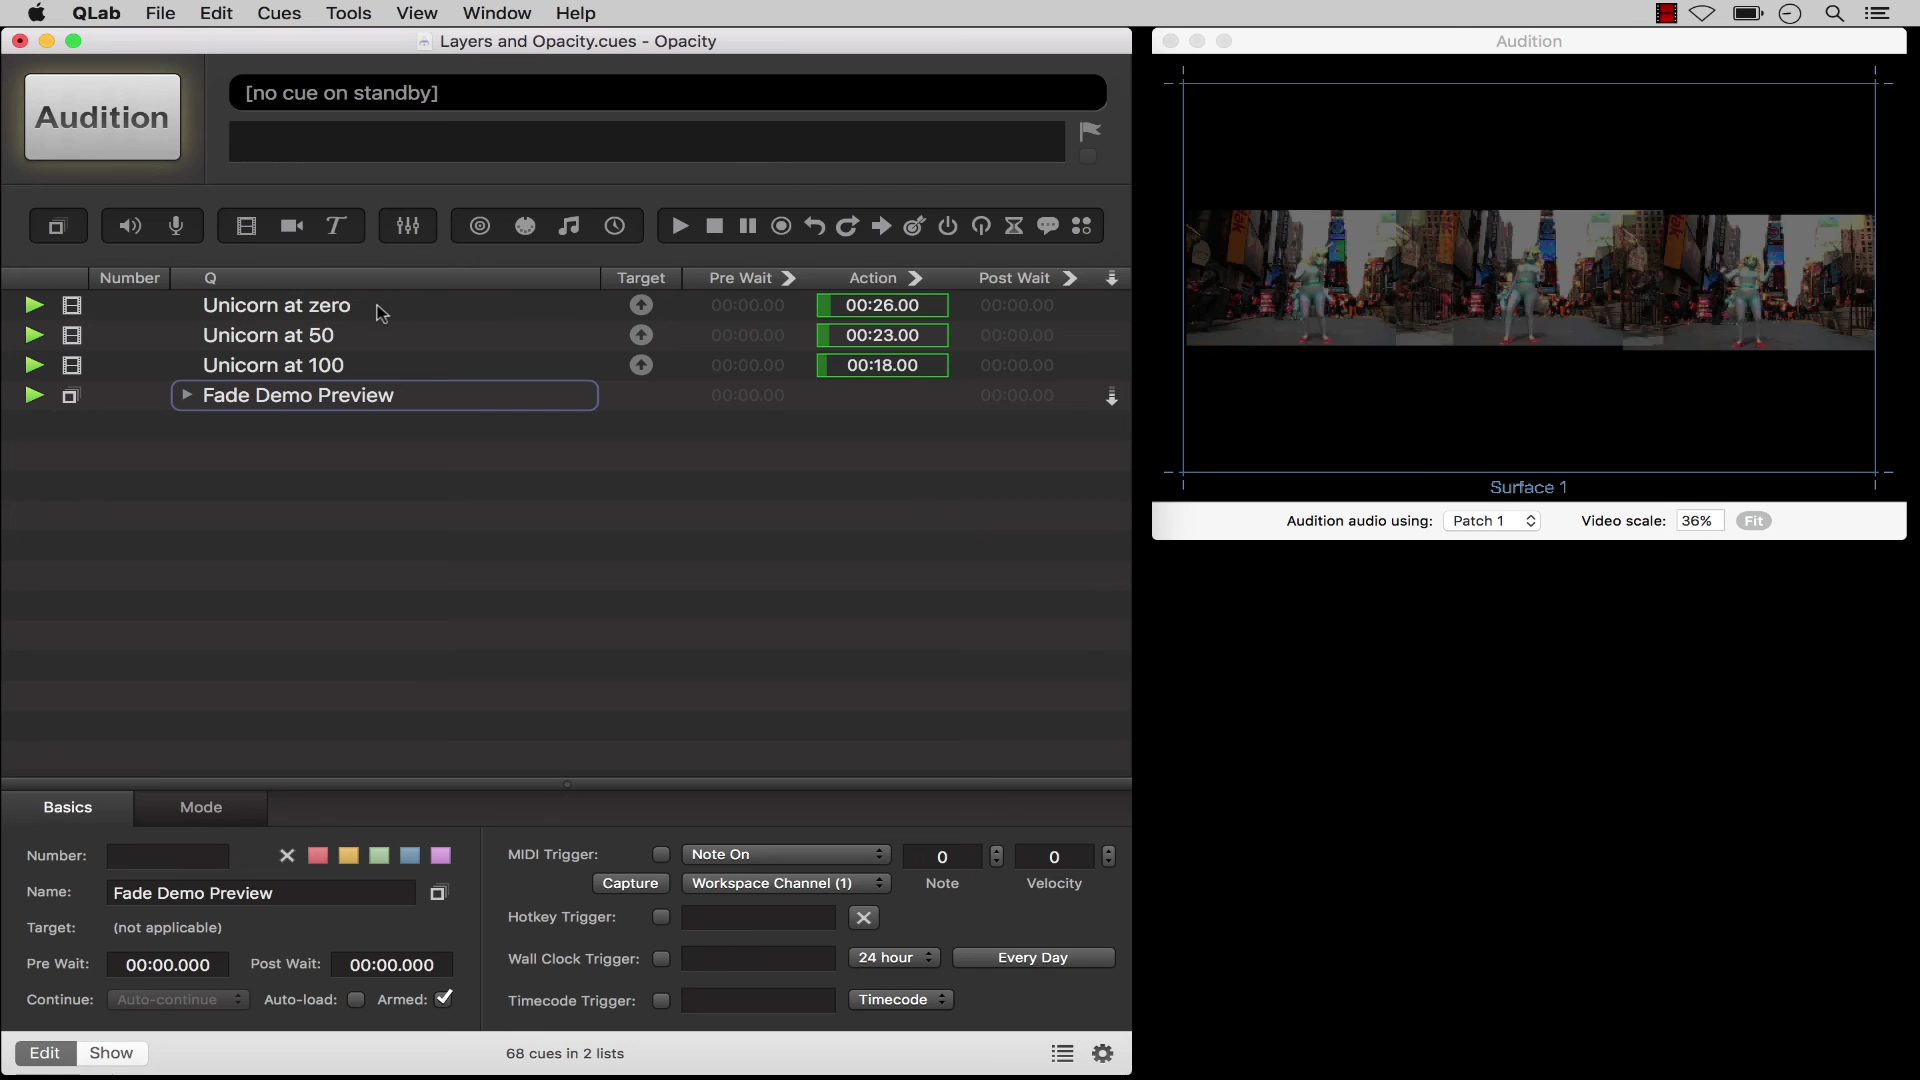 QLab File Edit Cues Tools View Window Help
Layers and Opacity.cues - Opacity
Audition
[no cue on standby]
Number Q Target Pre Wait Action Post Wait
Unicorn at zero 00:00.00 00:26.00 00:00.00
Unicorn at 50 00:00.00 00:23.00 00:00.00
Unicorn at 100 00:00.00 00:18.00 00:00.00
Fade Demo Preview 00:00.00 00:00.00
Basics Mode
Number:
Name: Fade Demo Preview
Target: (not applicable)
Pre Wait: 00:00.000 Post Wait: 00:00.000
Continue: Auto-continue Auto-load: Armed:
MIDI Trigger: Note On 0 0
Capture Workspace Channel (1) Note Velocity
Hotkey Trigger:
Wall Clock Trigger: 24 hour Every Day
Timecode Trigger: Timecode
Edit Show 68 cues in 2 lists
Audition
Surface 1
Audition audio using: Patch 1 Video scale: 36% Fit